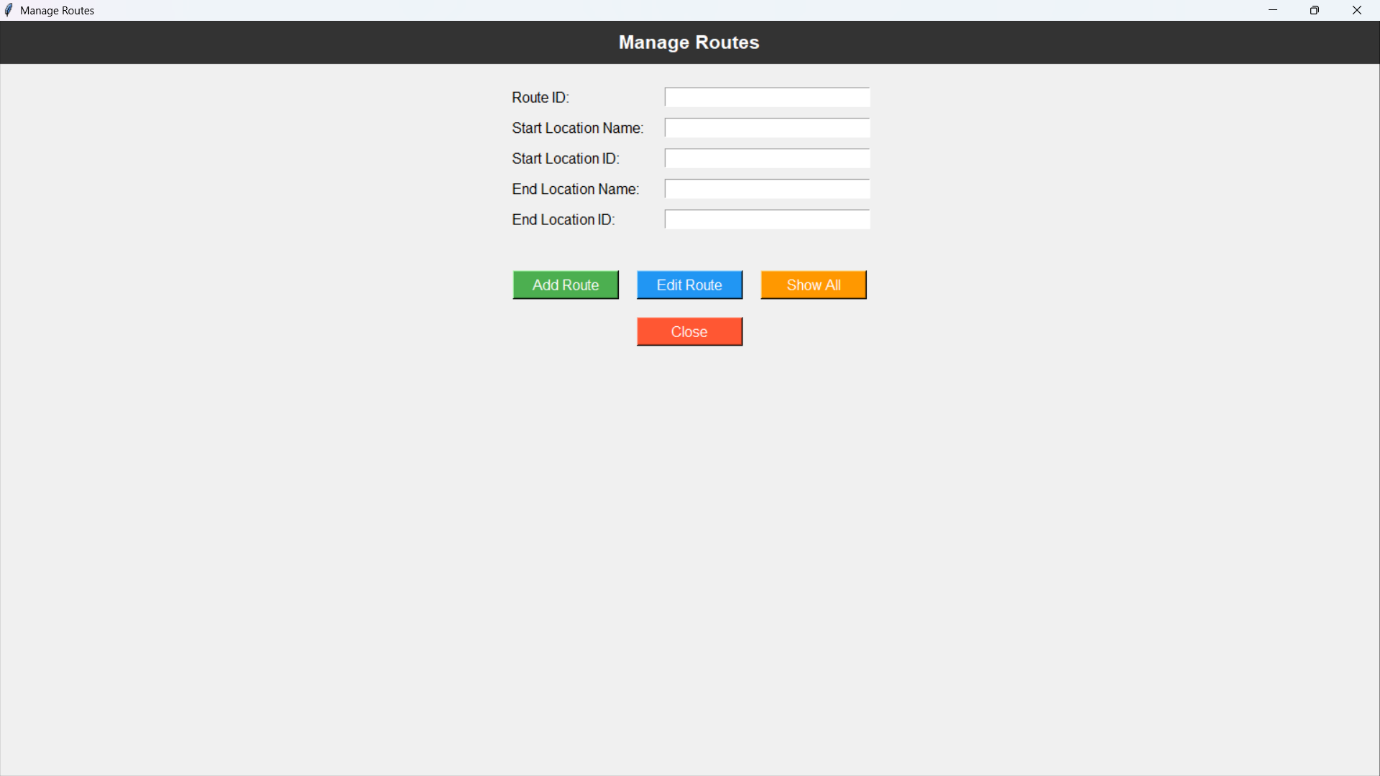 Manage Routes
Manage Routes
Route ID:
Start Location Name:
Start Location ID:
End Location Name:
End Location ID:
Add Route Edit Route Show All
Close